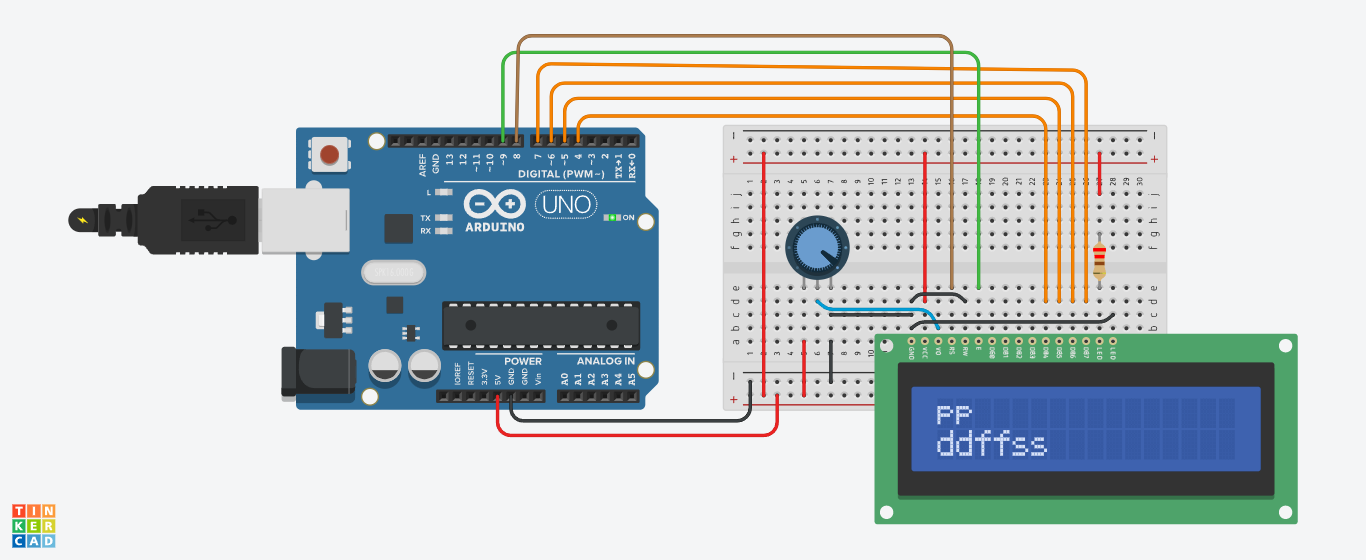 AREF
GND
13
12
~11
~10
~9
8
7
~6
~5
4
~3
2
TX→1
RX←0
DIGITAL (PWM~)
L
TX
RX
ARDUINO
UNO
ON
POWER
ANALOG IN
IOREF
RESET
3.3V
5V
GND
GND
Vin
A0
A1
A2
A3
A4
A5
j
i
h
g
f
e
d
c
b
a
GND
VCC
VO
RS
RW
E
DB0
DB1
DB2
DB3
DB4
DB5
DB6
DB7
LED
LED
pp
ddffss
TIN
KER
CAD